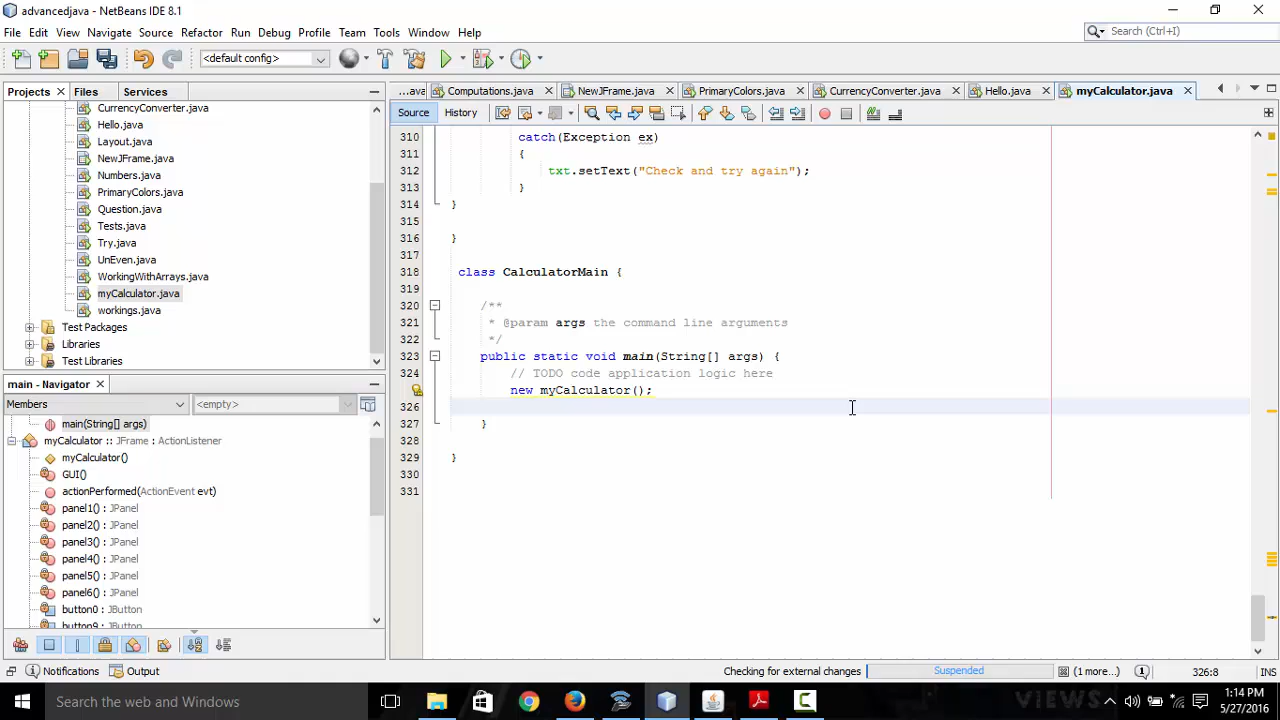 advancedjava - NetBeans IDE 8.1
File Edit View Navigate Source Refactor Run Debug Profile Team Tools Window Help
Search (Ctrl+I)
<default config>
Projects Files Services
...ava Computations.java NewJFrame.java PrimaryColors.java CurrencyConverter.java Hello.java myCalculator.java
Source History
CurrencyConverter.java
Hello.java
Layout.java
NewJFrame.java
Numbers.java
PrimaryColors.java
Question.java
Tests.java
Try.java
UnEven.java
WorkingWithArrays.java
myCalculator.java
workings.java
Test Packages
Libraries
Test Libraries
main - Navigator
Members <empty>
main(String[] args)
myCalculator :: JFrame : ActionListener
myCalculator()
GUI()
actionPerformed(ActionEvent evt)
panel1() : JPanel
panel2() : JPanel
panel3() : JPanel
panel4() : JPanel
panel5() : JPanel
panel6() : JPanel
button0 : JButton
button9 : JButton
310 catch(Exception ex)
311 {
312 txt.setText("Check and try again");
313 }
314 }
315
316 }
317
318 class CalculatorMain {
319
320 /**
321 * @param args the command line arguments
322 */
323 public static void main(String[] args) {
324 // TODO code application logic here
new myCalculator();
326
327 }
328
329 }
330
331
Notifications Output
Checking for external changes Suspended (1 more...) 326:8 INS
Search the web and Windows
VIEWS
1:14 PM
5/27/2016